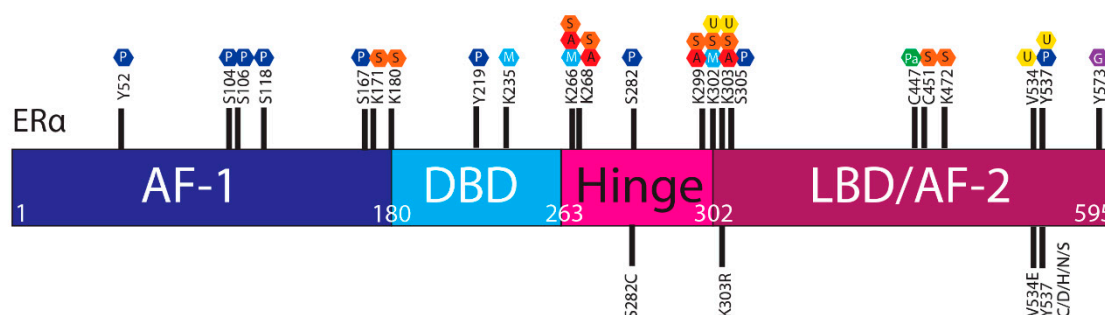 S
S
U
U
A
A
S
S
S
S
U
P
P
P
P
P
S
S
P
M
M
A
P
A
M
A
P
Pa
S
S
U
P
G
Y52
S104
S106
S118
S167
K171
K180
Y219
K235
K266
K268
S282
K299
K302
K303
S305
C447
C451
K472
V534
Y537
Y573
ERα
AF-1
DBD
Hinge
LBD/AF-2
1
180
263
302
595
S282C
K303R
V534E
Y537
C/D/H/N/S